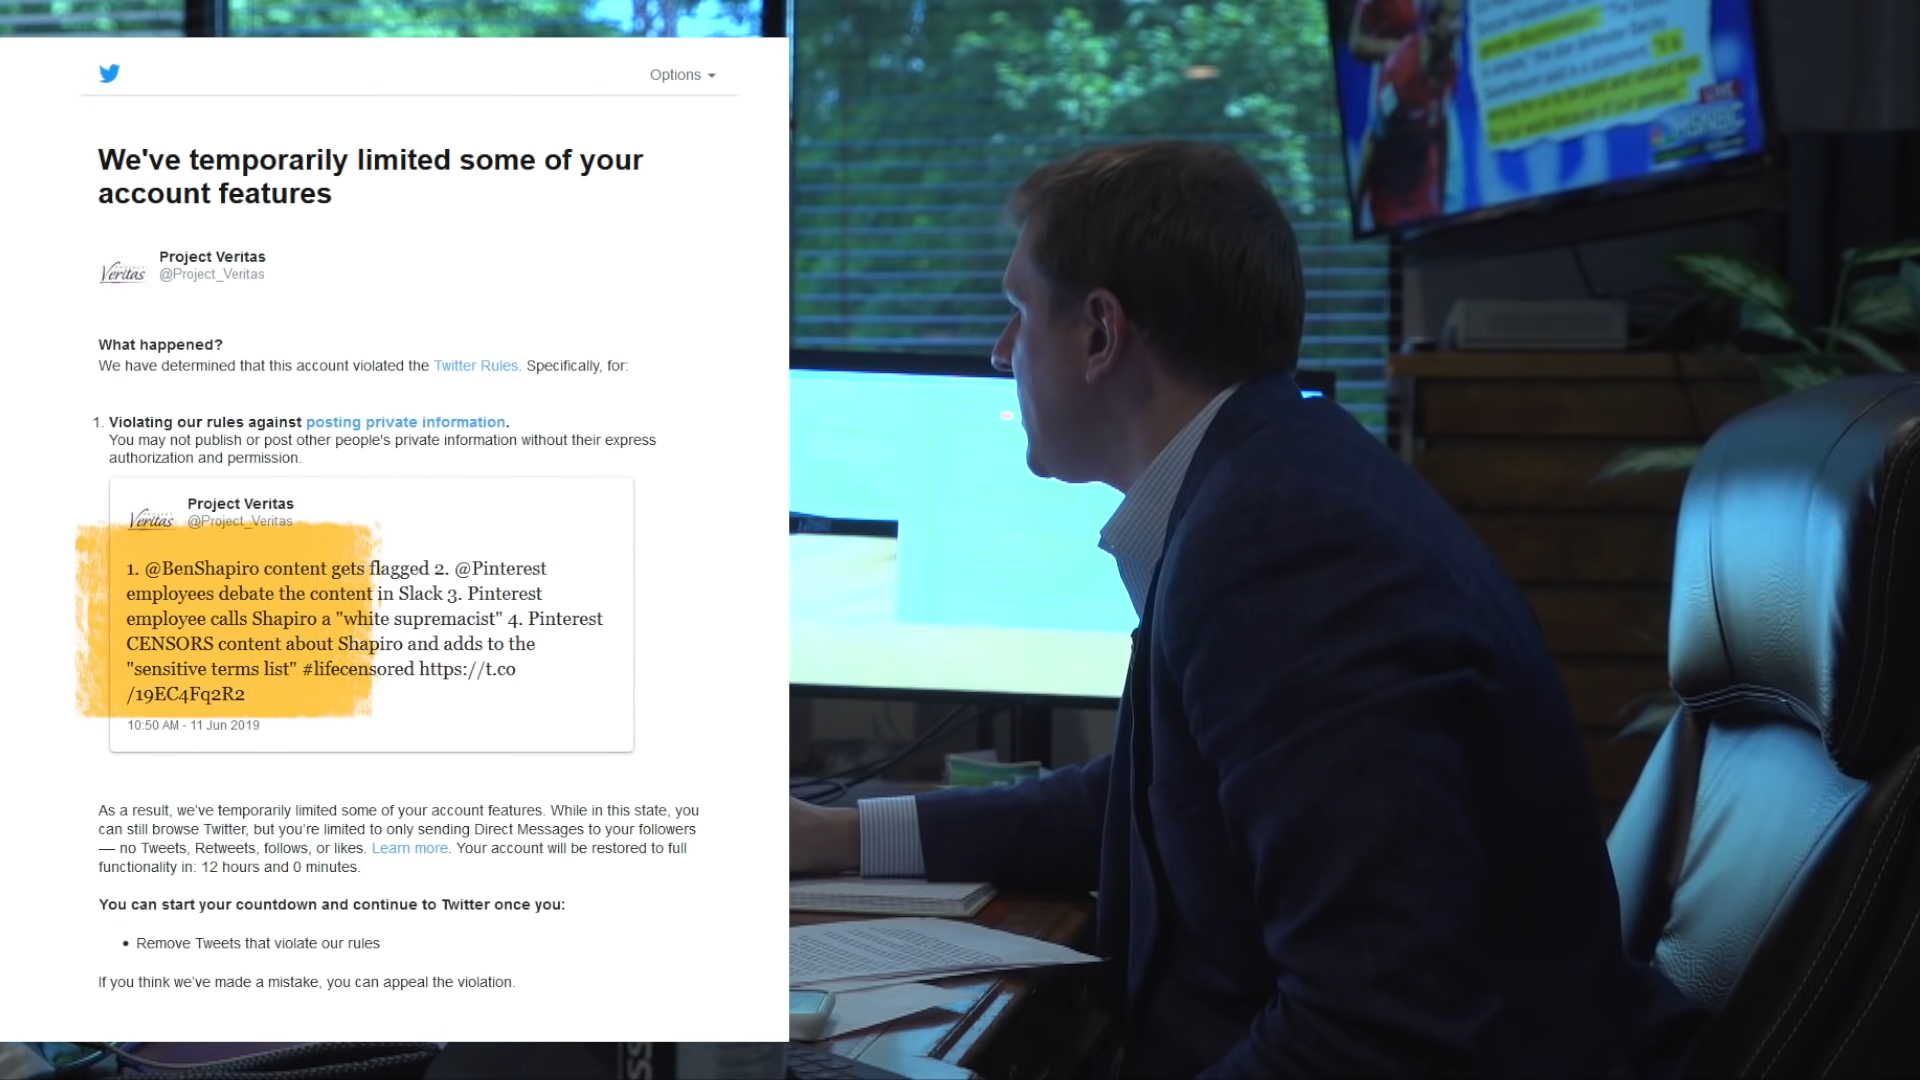 Options
We've temporarily limited some of your
account features
Veritas
Project Veritas
@Project_Veritas
What happened?
We have determined that this account violated the Twitter Rules. Specifically, for:
1. Violating our rules against posting private information.
You may not publish or post other people's private information without their express
authorization and permission.
Veritas
Project Veritas
@Project_Veritas
1. @BenShapiro content gets flagged 2. @Pinterest
employees debate the content in Slack 3. Pinterest
employee calls Shapiro a "white supremacist" 4. Pinterest
CENSORS content about Shapiro and adds to the
"sensitive terms list" #lifecensored https://t.co
/19EC4Fq2R2
10:50 AM - 11 Jun 2019
As a result, we’ve temporarily limited some of your account features. While in this state, you
can still browse Twitter, but you’re limited to only sending Direct Messages to your followers
— no Tweets, Retweets, follows, or likes. Learn more. Your account will be restored to full
functionality in: 12 hours and 0 minutes.
You can start your countdown and continue to Twitter once you:
• Remove Tweets that violate our rules
If you think we’ve made a mistake, you can appeal the violation.
LIVE
MSNBC